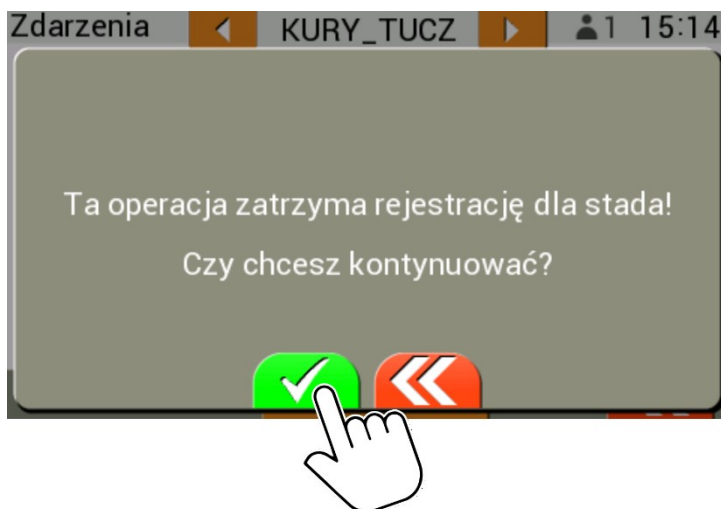 Zdarzenia KURY_TUCZ 1 15:14
Ta operacja zatrzyma rejestrację dla stada!
Czy chcesz kontynuować?